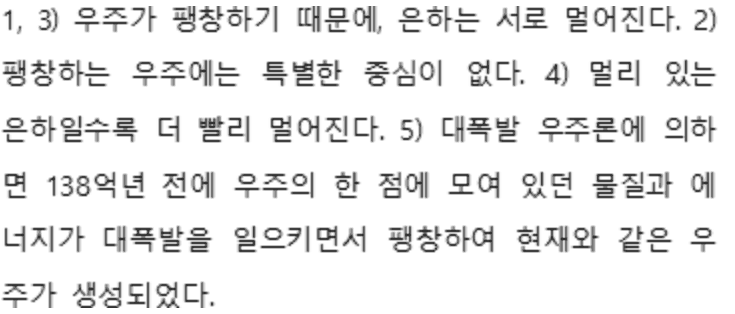 1, 3) 우주가 팽창하기 때문에, 은하는 서로 멀어진다. 2)
팽창하는 우주에는 특별한 중심이 없다. 4) 멀리 있는
은하일수록 더 빨리 멀어진다. 5) 대폭발 우주론에 의하
면 138억년 전에 우주의 한 점에 모여 있던 물질과 에
너지가 대폭발을 일으키면서 팽창하여 현재와 같은 우
주가 생성되었다.